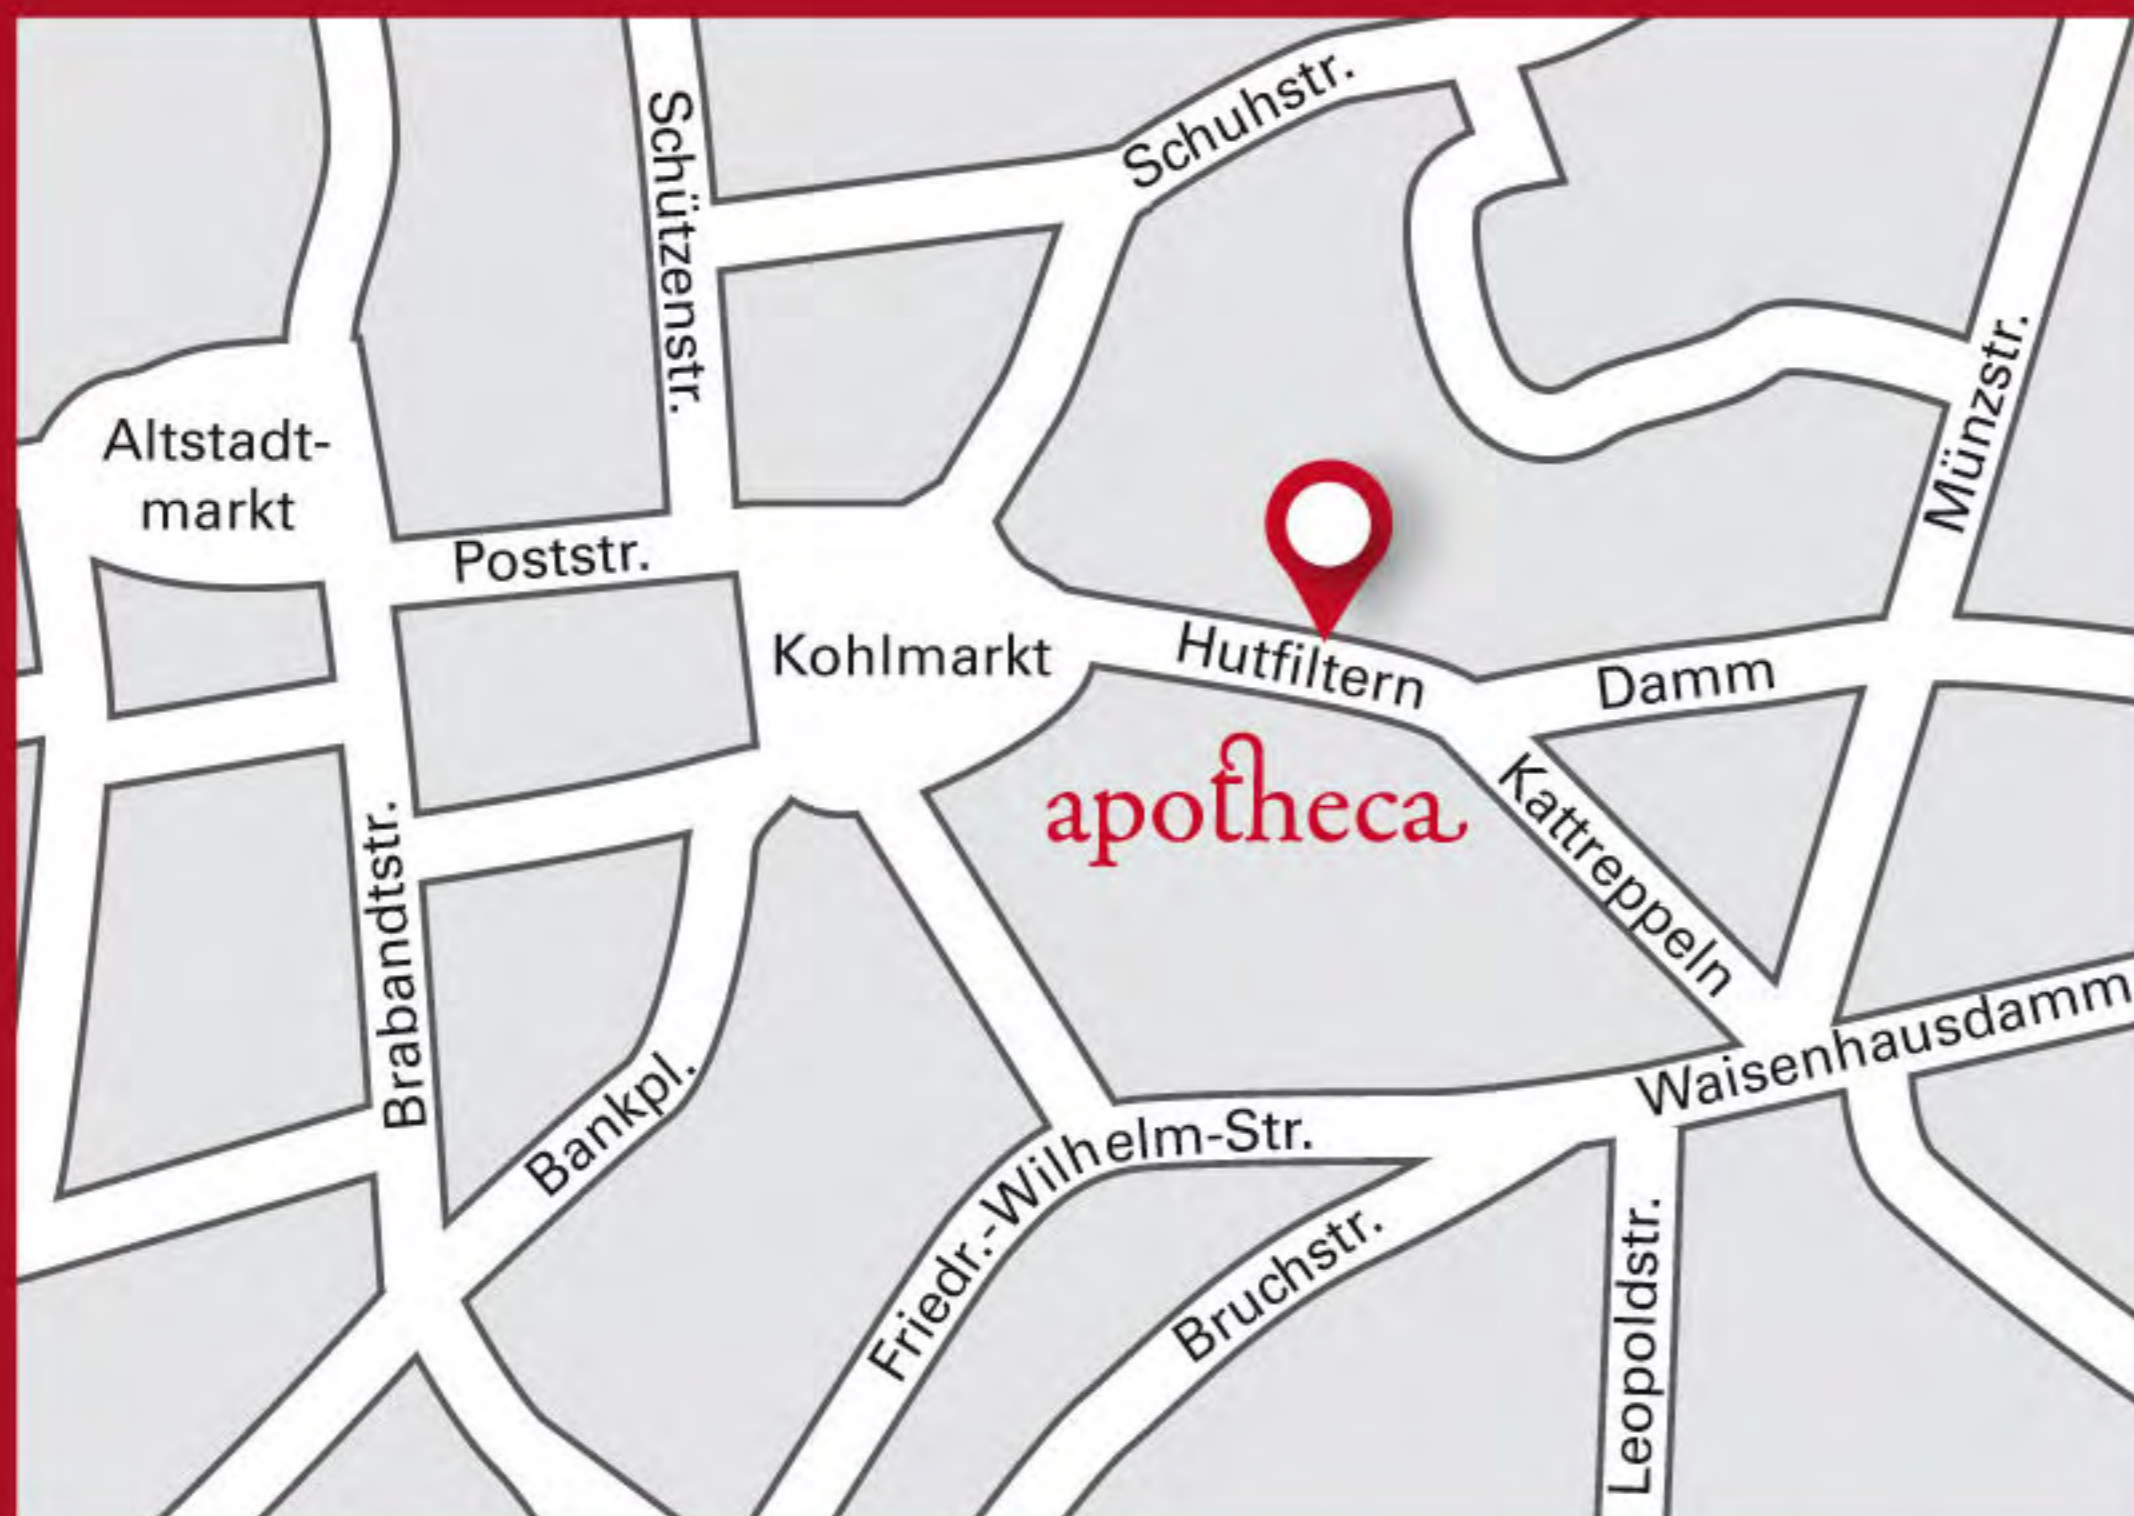 Schuhstr.
Schützenstr.
Altstadt-
markt
Münzstr.
Poststr.
Kohlmarkt
Hutfiltern
Damm
apotheca
Kattreppeln
Brabandtstr.
Waisenhausdamm
Bankpl.
Friedr.-Wilhelm-Str.
Bruchstr.
Leopoldstr.